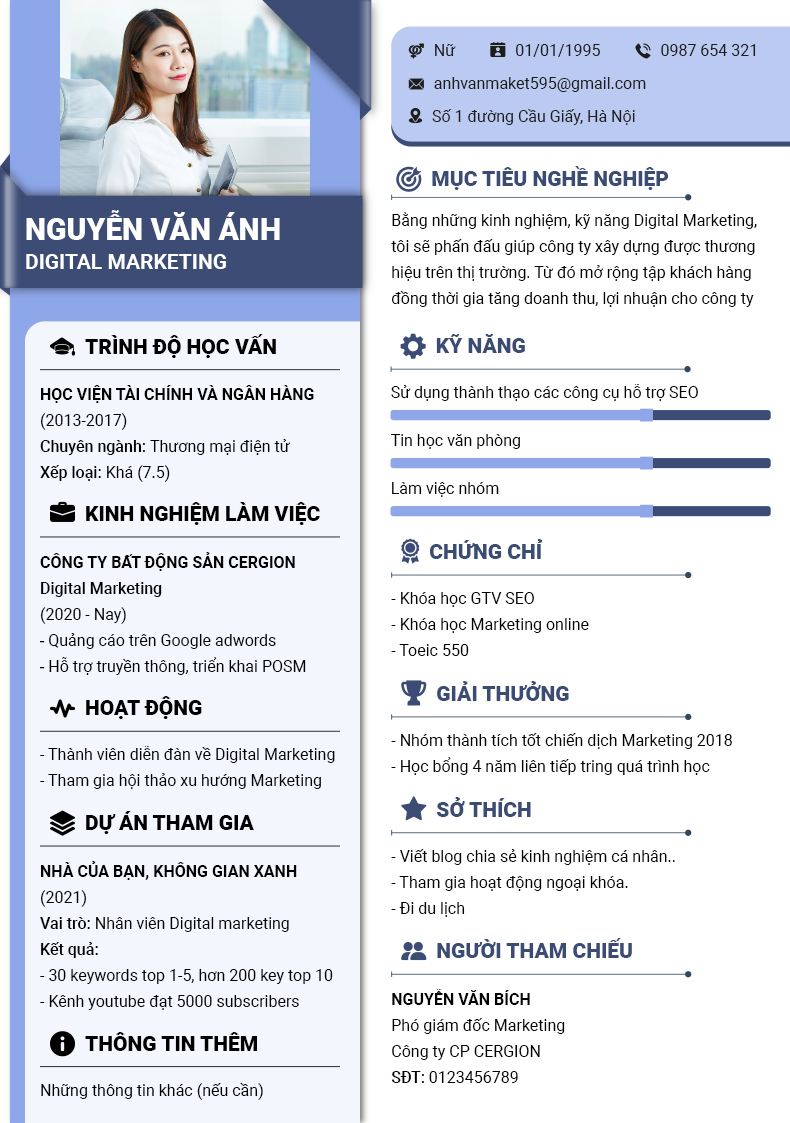 NGUYỄN VĂN ÁNH
DIGITAL MARKETING
TRÌNH ĐỘ HỌC VẤN
HỌC VIỆN TÀI CHÍNH VÀ NGÂN HÀNG
(2013-2017)
Chuyên ngành: Thương mại điện tử
Xếp loại: Khá (7.5)
KINH NGHIỆM LÀM VIỆC
CÔNG TY BẤT ĐỘNG SẢN CERGION
Digital Marketing
(2020 - Nay)
- Quảng cáo trên Google adwords
- Hỗ trợ truyền thông, triển khai POSM
HOẠT ĐỘNG
- Thành viên diễn đàn về Digital Marketing
- Tham gia hội thảo xu hướng Marketing
DỰ ÁN THAM GIA
NHÀ CỦA BẠN, KHÔNG GIAN XANH
(2021)
Vai trò: Nhân viên Digital marketing
Kết quả:
- 30 keywords top 1-5, hơn 200 key top 10
- Kênh youtube đạt 5000 subscribers
THÔNG TIN THÊM
Những thông tin khác (nếu cần)
Nữ 01/01/1995 0987 654 321
anhvanmaket595@gmail.com
Số 1 đường Cầu Giấy, Hà Nội
MỤC TIÊU NGHỀ NGHIỆP
Bằng những kinh nghiệm, kỹ năng Digital Marketing,
tôi sẽ phấn đấu giúp công ty xây dựng được thương
hiệu trên thị trường. Từ đó mở rộng tập khách hàng
đồng thời gia tăng doanh thu, lợi nhuận cho công ty
KỸ NĂNG
Sử dụng thành thạo các công cụ hỗ trợ SEO
Tin học văn phòng
Làm việc nhóm
CHỨNG CHỈ
- Khóa học GTV SEO
- Khóa học Marketing online
- Toeic 550
GIẢI THƯỞNG
- Nhóm thành tích tốt chiến dịch Marketing 2018
- Học bổng 4 năm liên tiếp tring quá trình học
SỞ THÍCH
- Viết blog chia sẻ kinh nghiệm cá nhân..
- Tham gia hoạt động ngoại khóa.
- Đi du lịch
NGƯỜI THAM CHIẾU
NGUYỄN VĂN BÍCH
Phó giám đốc Marketing
Công ty CP CERGION
SĐT: 0123456789